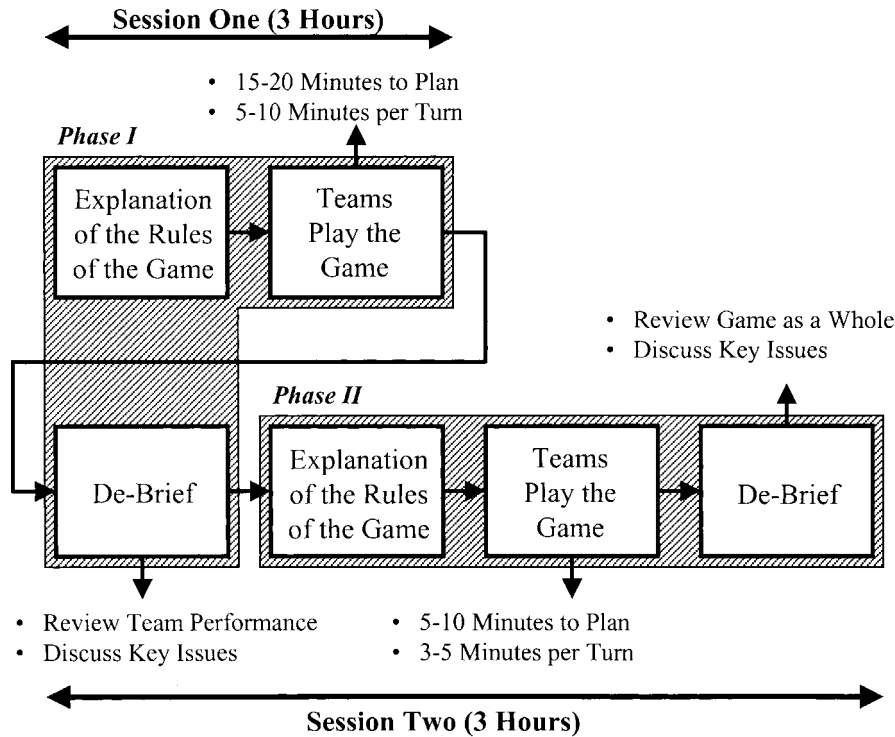 Session One (3 Hours)
• 15-20 Minutes to Plan
• 5-10 Minutes per Turn
Phase I
Explanation
of the Rules
of the Game
Teams
Play the
Game
• Review Game as a Whole
• Discuss Key Issues
Phase II
De-Brief
Explanation
of the Rules
of the Game
Teams
Play the
Game
De-Brief
• Review Team Performance
• Discuss Key Issues
• 5-10 Minutes to Plan
• 3-5 Minutes per Turn
Session Two (3 Hours)